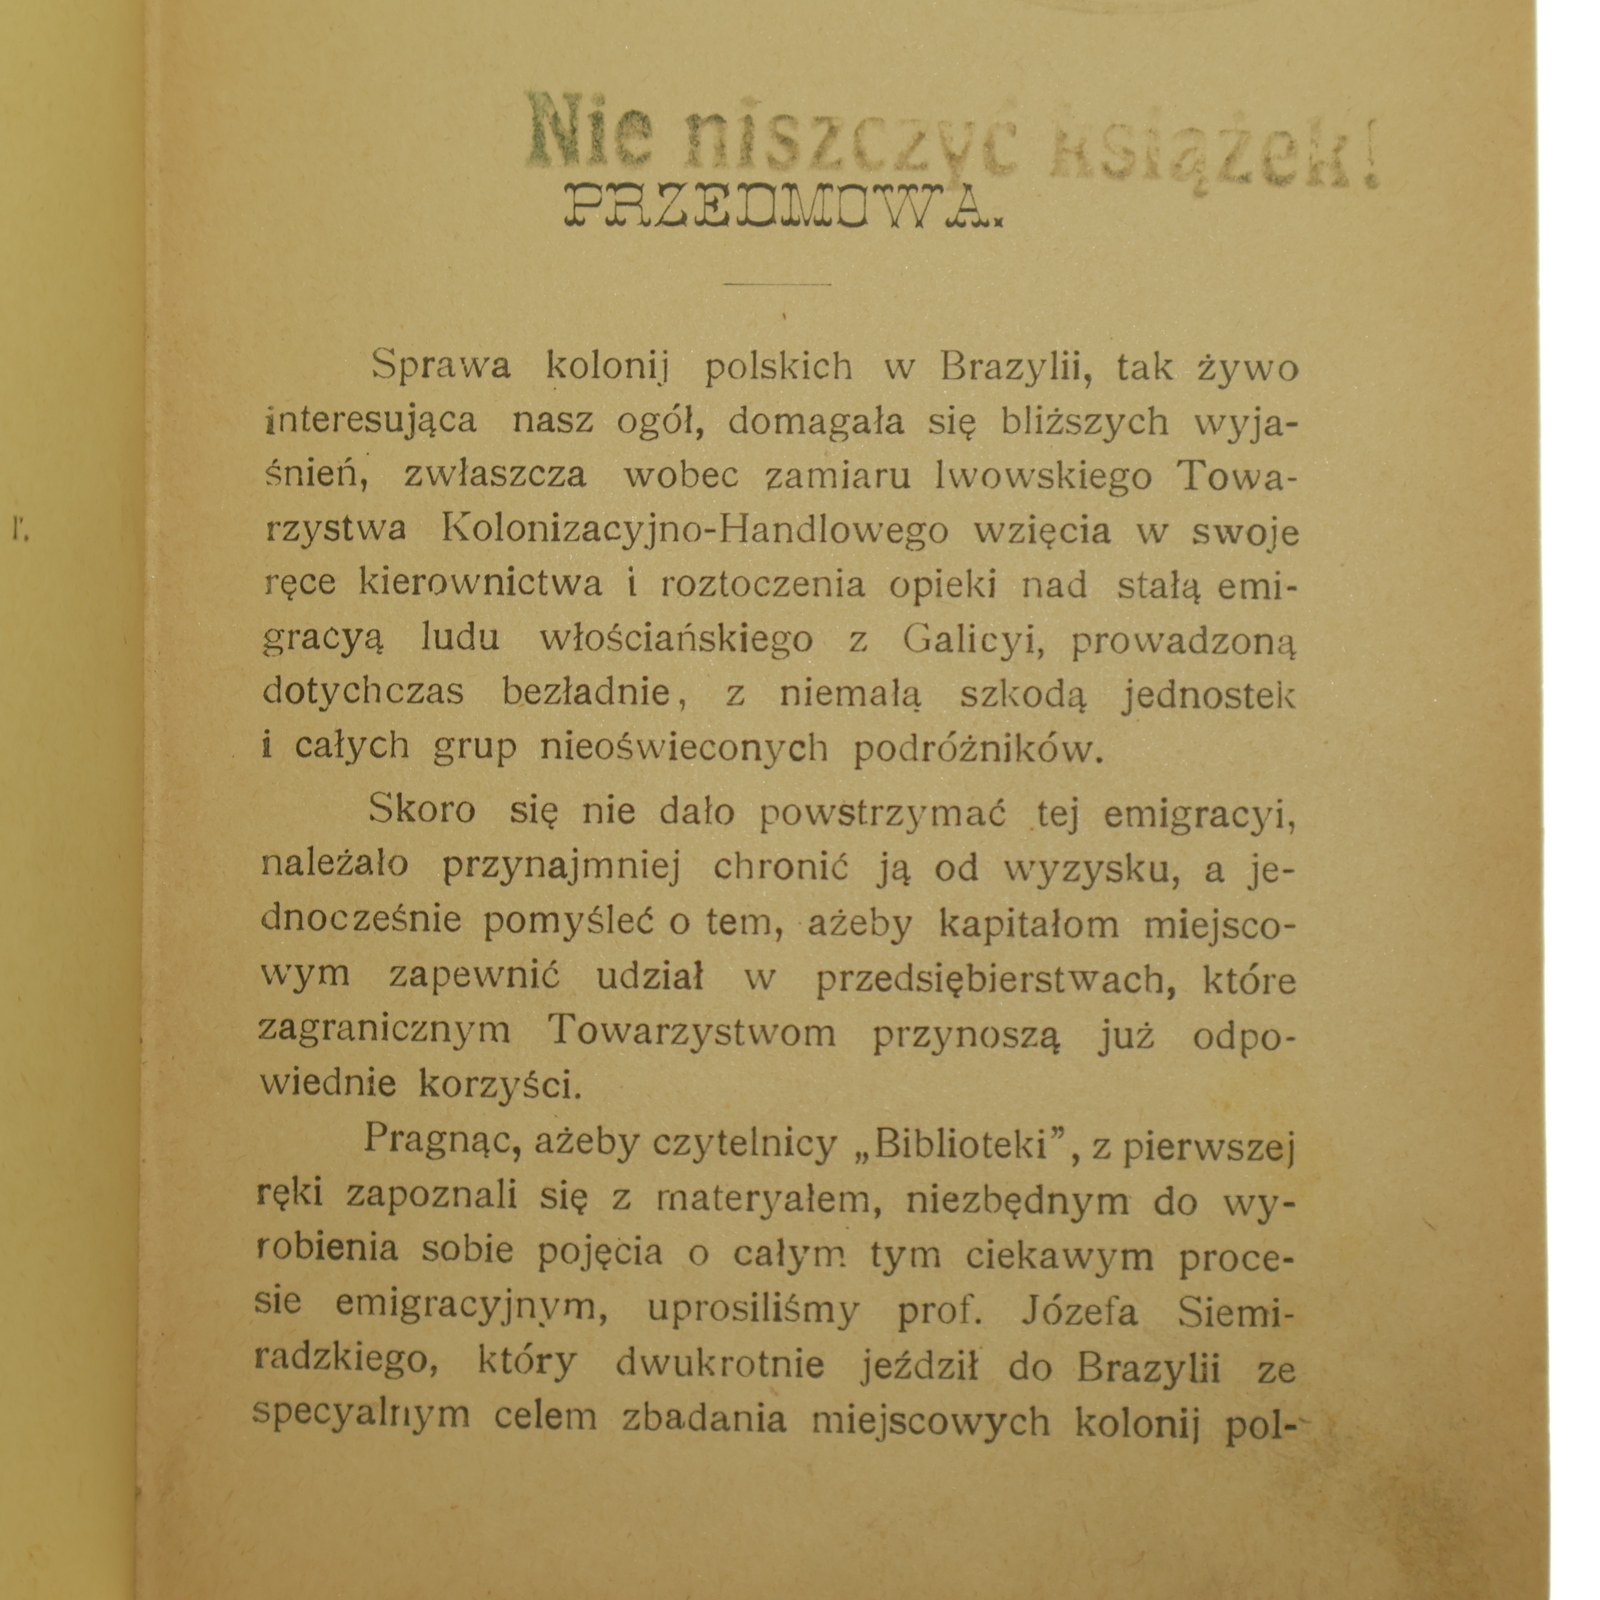 Nie niszczyć książek!
PRZEDMOWA.
Sprawa kolonij polskich w Brazylii, tak żywo
interesująca nasz ogół, domagała się bliższych wyja-
śnień, zwłaszcza wobec zamiaru lwowskiego Towa-
rzystwa Kolonizacyjno-Handlowego wzięcia w swoje
ręce kierownictwa i roztoczenia opieki nad stałą emi-
gracyą ludu włościańskiego z Galicyi, prowadzoną
dotychczas bezładnie, z niemałą szkodą jednostek
i całych grup nieoświeconych podróżników.
Skoro się nie dało powstrzymać tej emigracyi,
należało przynajmniej chronić ją od wyzysku, a je-
dnocześnie pomyśleć o tem, ażeby kapitałom miejsco-
wym zapewnić udział w przedsiębierstwach, które
zagranicznym Towarzystwom przynoszą już odpo-
wiednie korzyści.
Pragnąc, ażeby czytelnicy „Biblioteki”, z pierwszej
ręki zapoznali się z materyałem, niezbędnym do wy-
robienia sobie pojęcia o całym tym ciekawym proce-
sie emigracyjnym, uprosiliśmy prof. Józefa Siemi-
radzkiego, który dwukrotnie jeździł do Brazylii ze
specyalnym celem zbadania miejscowych kolonij pol-